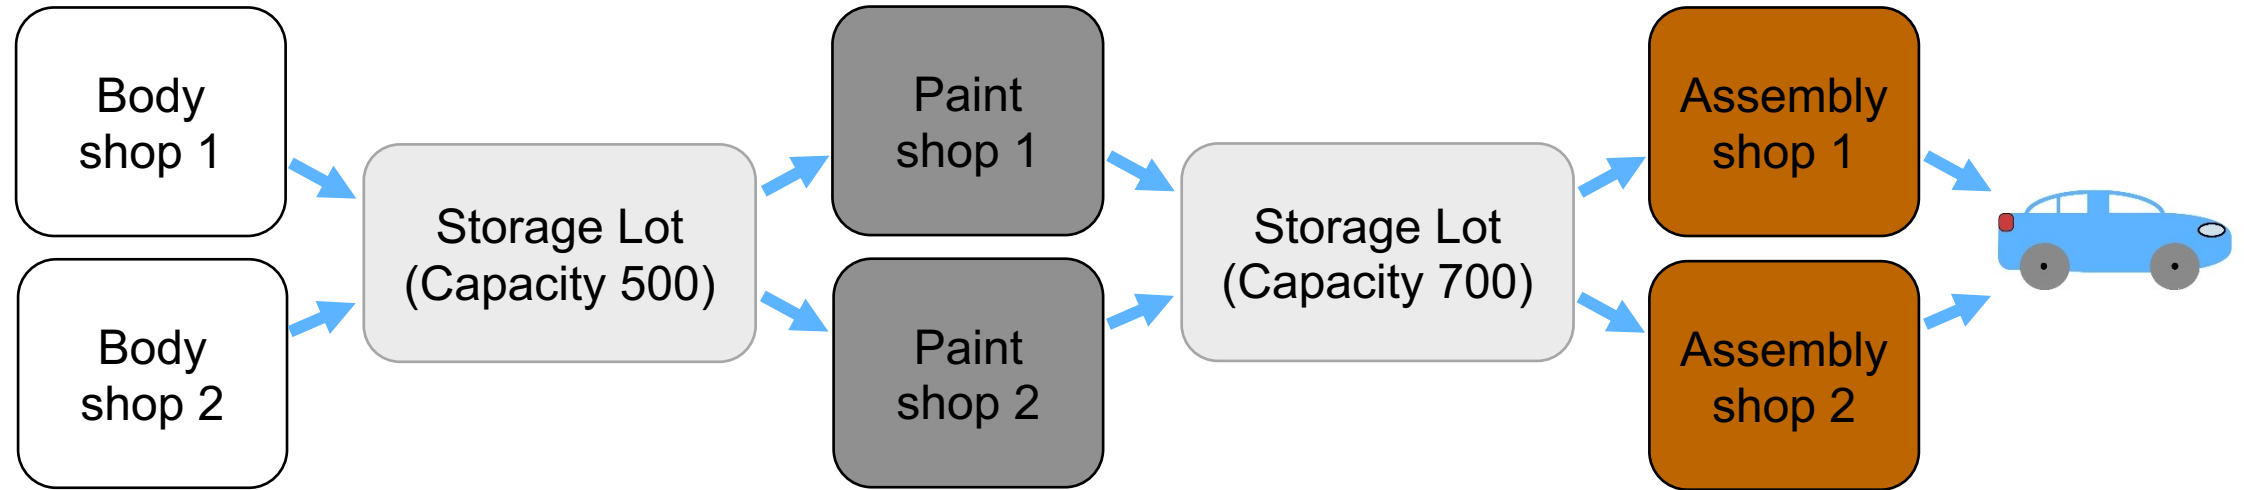 Body
shop 1
Body
shop 2
Storage Lot
(Capacity 500)
Paint
shop 1
Paint
shop 2
Storage Lot
(Capacity 700)
Assembly
shop 1
Assembly
shop 2